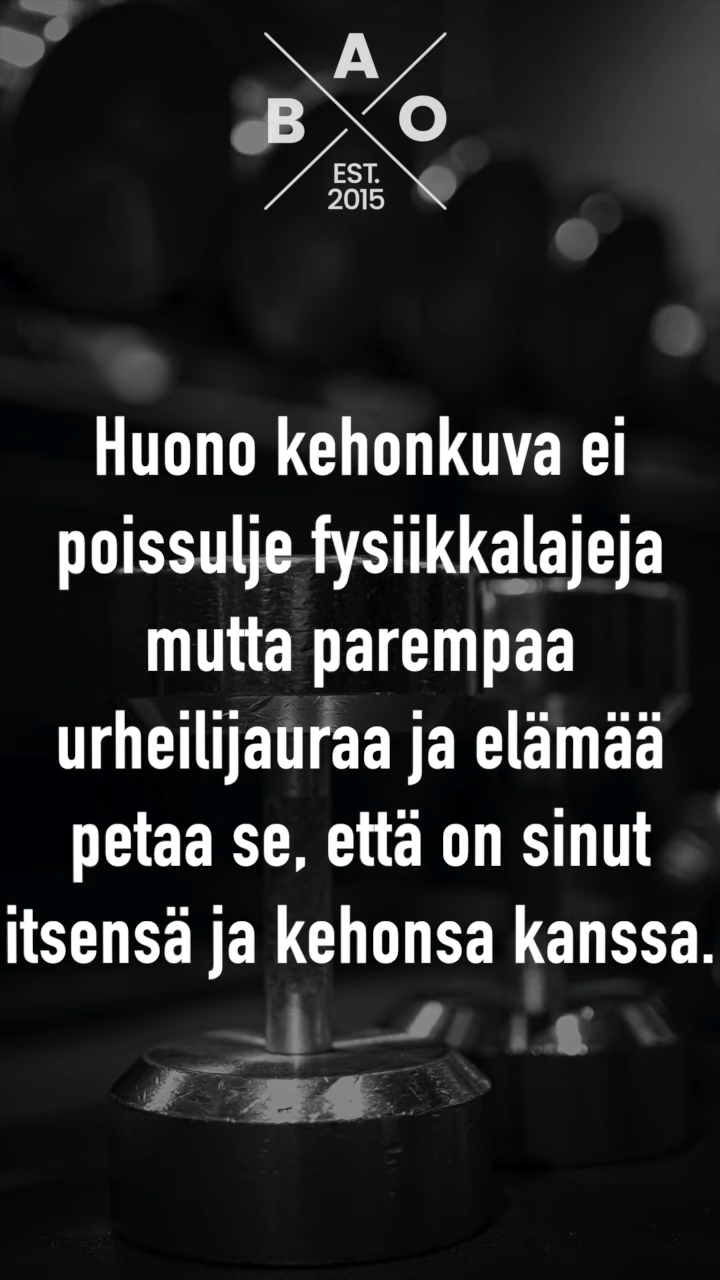 A
B O
EST.
2015
Huono kehonkuva ei
poissulje fysiikkalajeja
mutta parempaa
urheilijauraa ja elämää
petaa se, että on sinut
itsensä ja kehonsa kanssa.